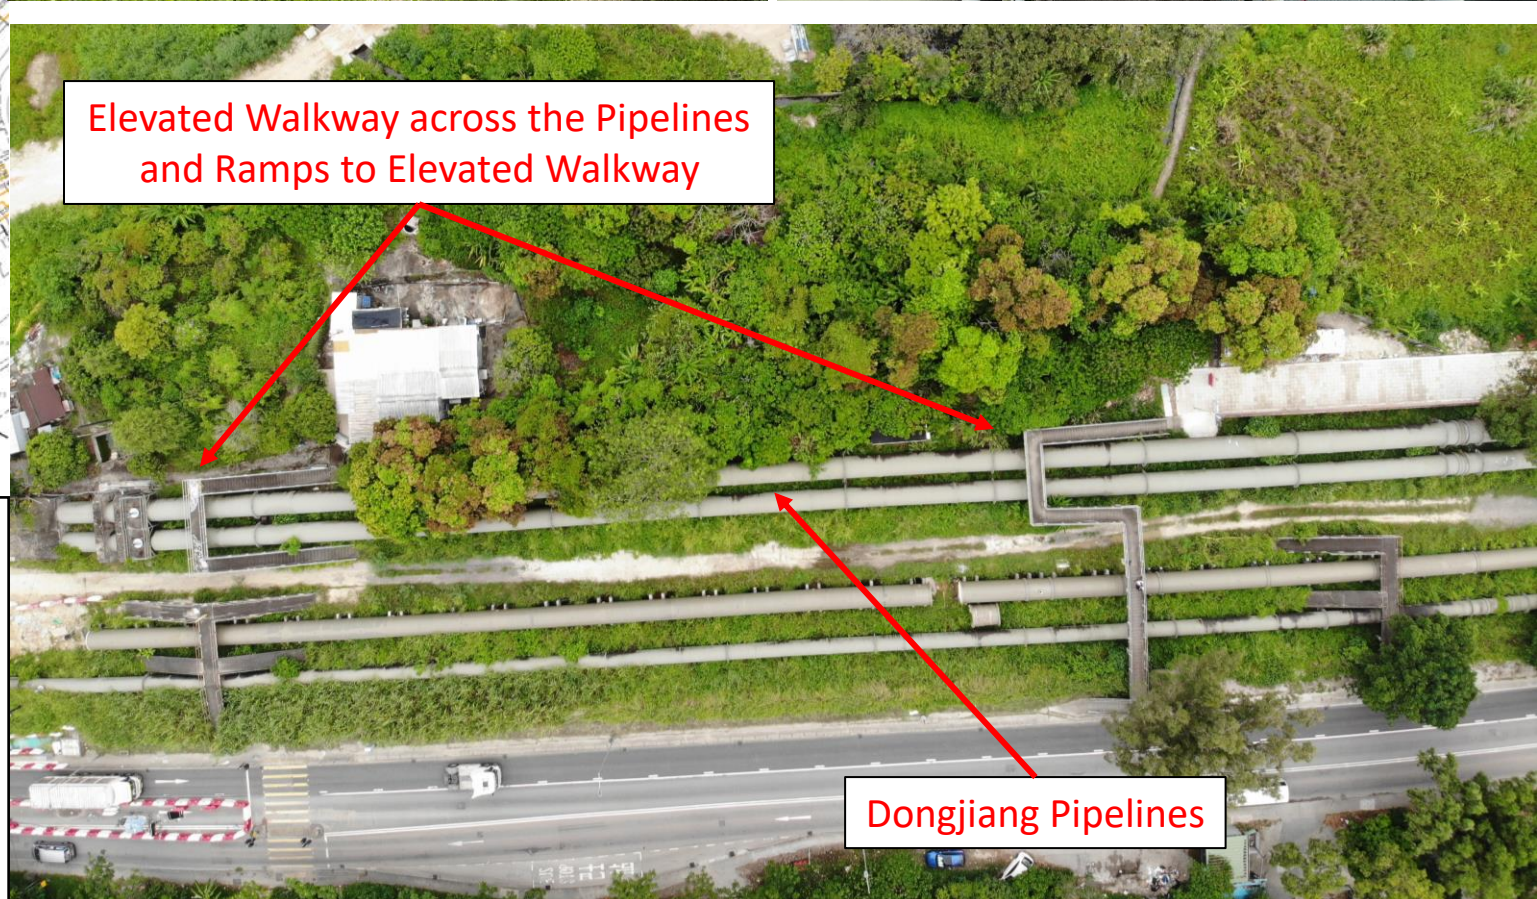 Elevated Walkway across the Pipelines
and Ramps to Elevated Walkway
Dongjiang Pipelines